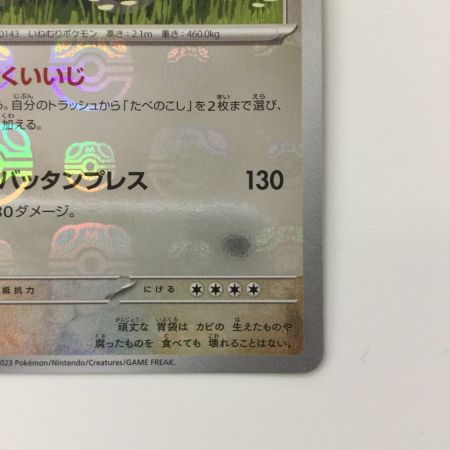 0143 いねむりポケモン 高さ：2.1m 重さ：460.0kg
くいいじ
。自分のトラッシュから「たべのこし」を2枚まで選び、
加える。
バッタンプレス 130
30ダメージ。
抵抗力 にげる
頑丈な 胃袋は カビの 生えたものや
腐ったものを 食べても 壊れることはない。
2023 Pokémon/Nintendo/Creatures/GAME FREAK.